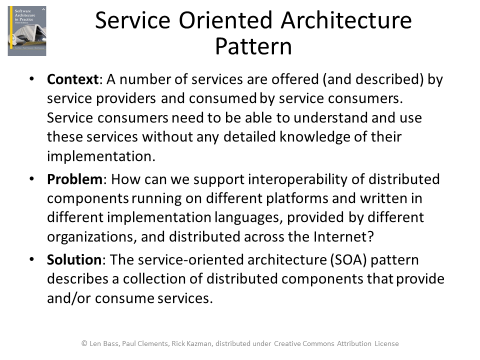 Service Oriented Architecture
Pattern
• Context: A number of services are offered (and described) by
service providers and consumed by service consumers.
Service consumers need to be able to understand and use
these services without any detailed knowledge of their
implementation.
• Problem: How can we support interoperability of distributed
components running on different platforms and written in
different implementation languages, provided by different
organizations, and distributed across the Internet?
• Solution: The service-oriented architecture (SOA) pattern
describes a collection of distributed components that provide
and/or consume services.
© Len Bass, Paul Clements, Rick Kazman, distributed under Creative Commons Attribution License